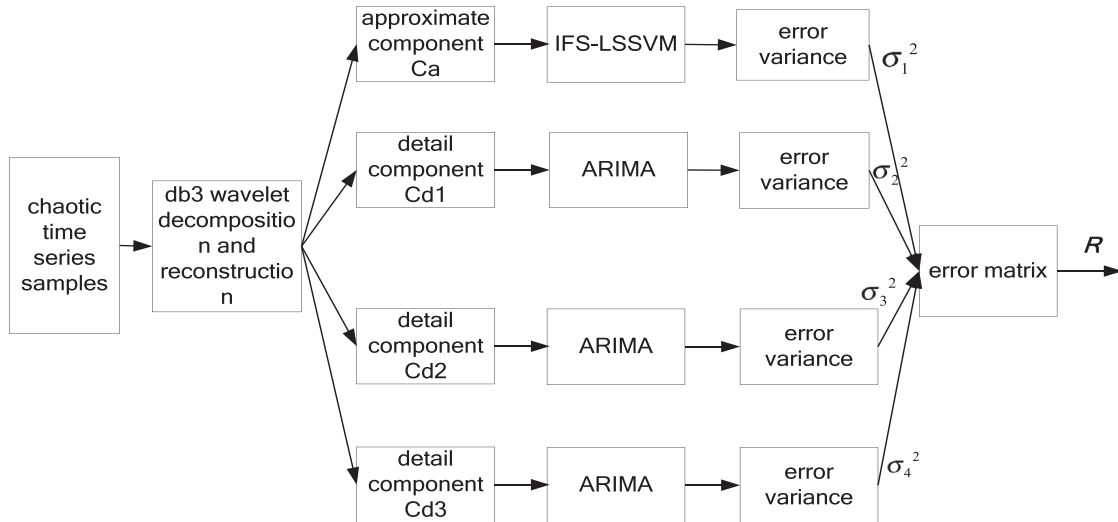 chaotic
time
series
samples
db3 wavelet
decompositio
n and
reconstructio
n
approximate
component
Ca
IFS-LSSVM
error
variance
σ₁²
detail
component
Cd1
ARIMA
error
variance
σ₂²
detail
component
Cd2
ARIMA
error
variance
σ₃²
detail
component
Cd3
ARIMA
error
variance
σ₄²
error matrix
R